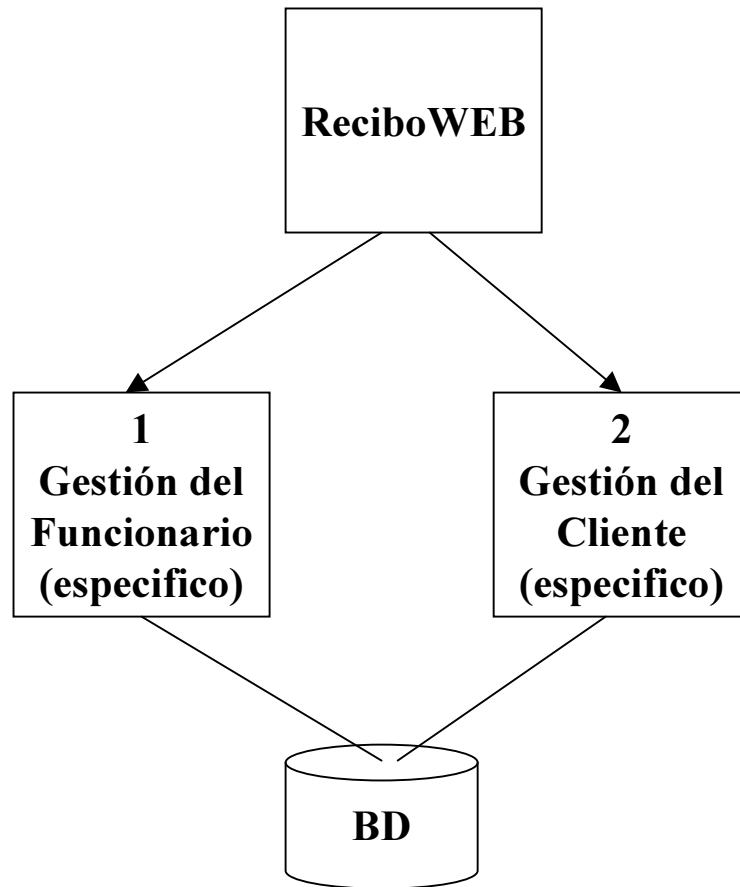 ReciboWEB
1
Gestión del
Funcionario
(especifico)
2
Gestión del
Cliente
(especifico)
BD